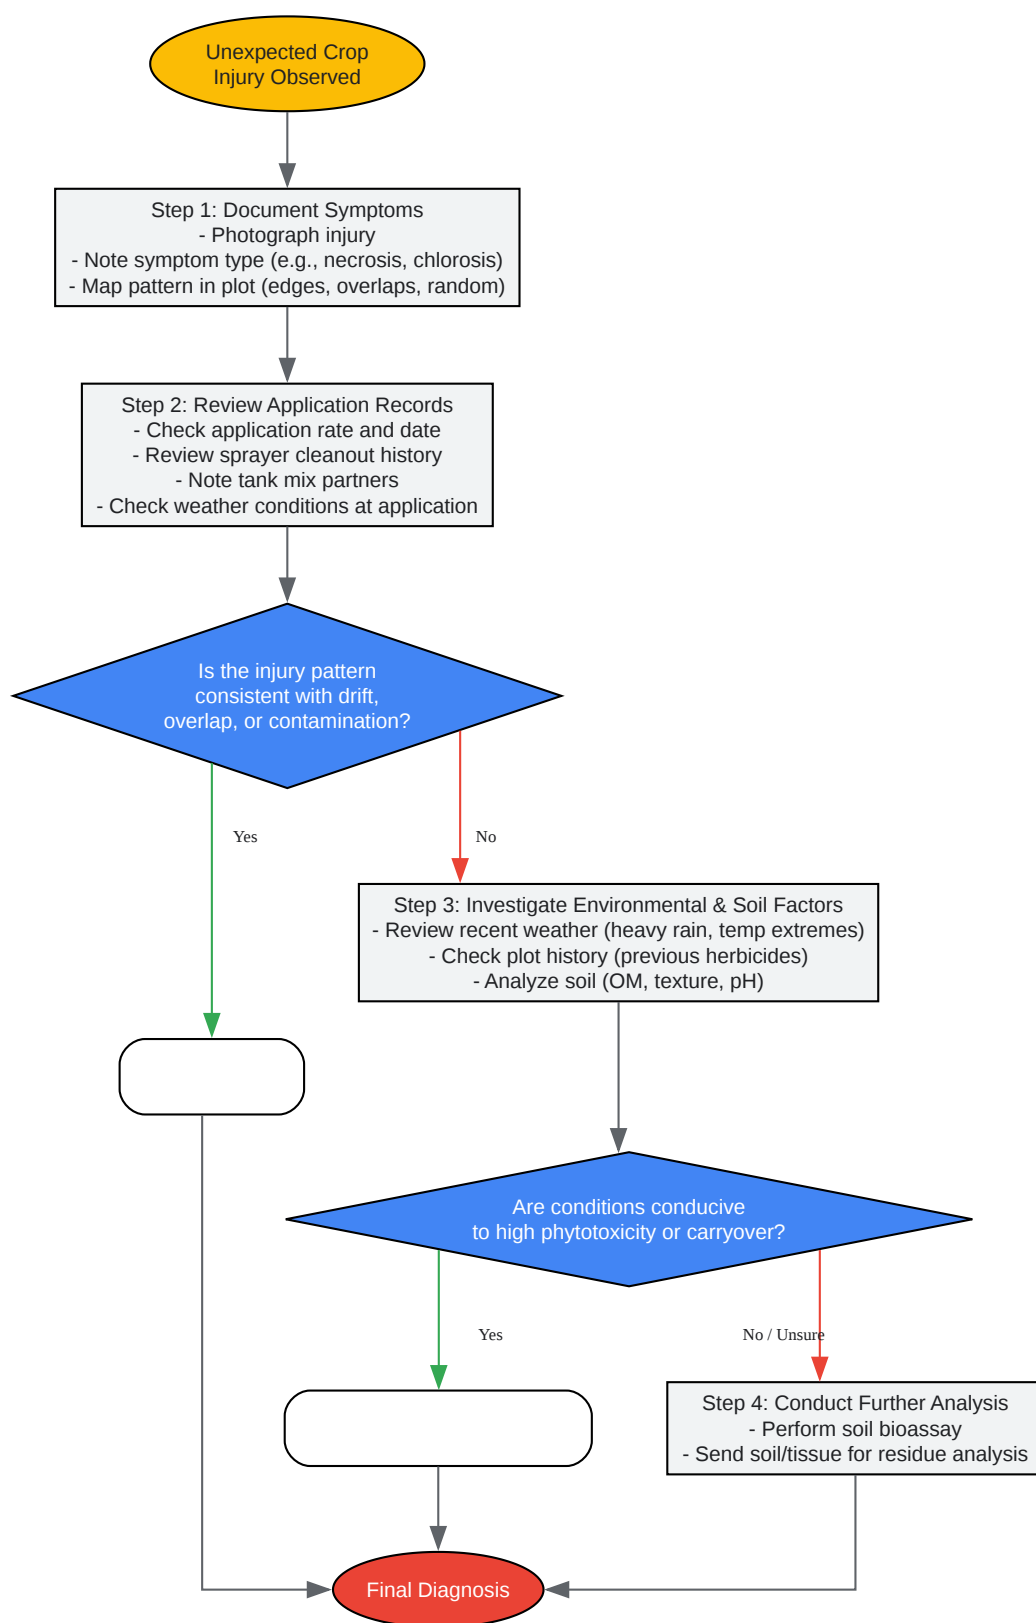 Unexpected Crop
Injury Observed
Step 1: Document Symptoms
- Photograph injury
- Note symptom type (e.g., necrosis, chlorosis)
- Map pattern in plot (edges, overlaps, random)
Step 2: Review Application Records
- Check application rate and date
- Review sprayer cleanout history
- Note tank mix partners
- Check weather conditions at application
Is the injury pattern
consistent with drift,
overlap, or contamination?
Yes
No
Step 3: Investigate Environmental & Soil Factors
- Review recent weather (heavy rain, temp extremes)
- Check plot history (previous herbicides)
- Analyze soil (OM, texture, pH)
Are conditions conducive
to high phytotoxicity or carryover?
Yes
No / Unsure
Step 4: Conduct Further Analysis
- Perform soil bioassay
- Send soil/tissue for residue analysis
Final Diagnosis